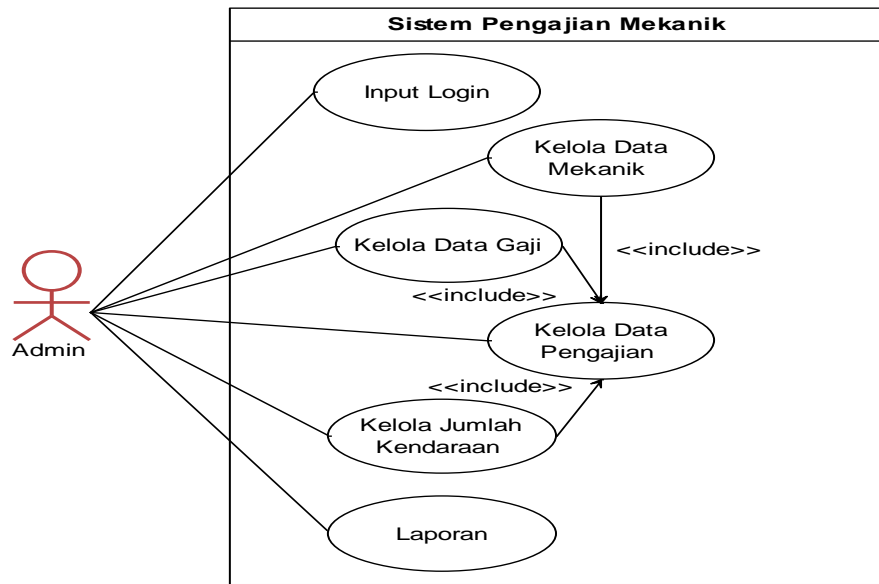 Sistem Pengajian Mekanik
Input Login
Kelola Data
Mekanik
Kelola Data Gaji
<<include>>
<<include>>
Kelola Data
Pengajian
Admin
<<include>>
Kelola Jumlah
Kendaraan
Laporan